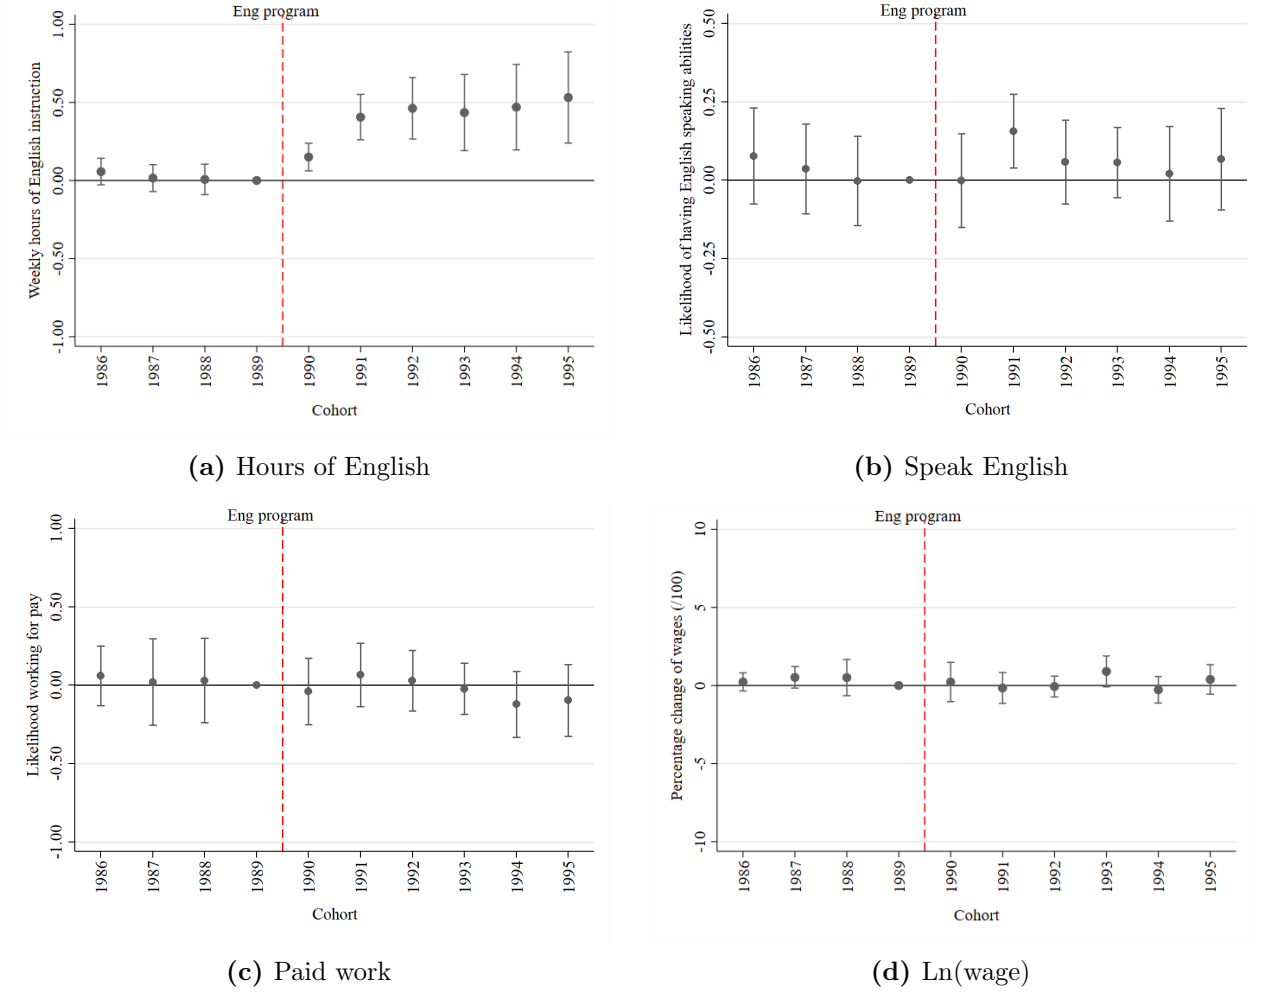 Eng program
Weekly hours of English instruction
1.00
0.50
0.00
-0.50
-1.00
1986 1987 1988 1989 1990 1991 1992 1993 1994 1995
Cohort
(a) Hours of English
Eng program
Likelihood of having English speaking abilities
0.50
0.25
0.00
-0.25
-0.50
1986 1987 1988 1989 1990 1991 1992 1993 1994 1995
Cohort
(b) Speak English
Eng program
Likelihood working for pay
1.00
0.50
0.00
-0.50
-1.00
1986 1987 1988 1989 1990 1991 1992 1993 1994 1995
Cohort
(c) Paid work
Eng program
Percentage change of wages (/100)
10
5
0
-5
-10
1986 1987 1988 1989 1990 1991 1992 1993 1994 1995
Cohort
(d) Ln(wage)